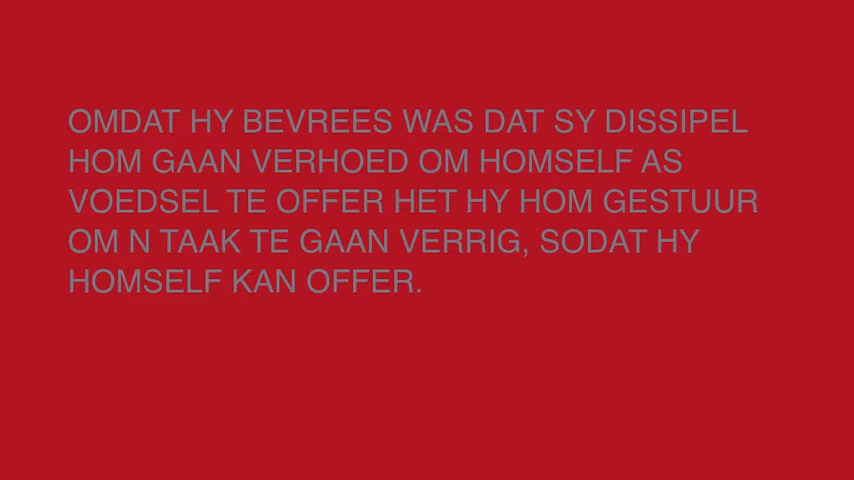 OMDAT HY BEVREES WAS DAT SY DISSIPEL
HOM GAAN VERHOED OM HOMSELF AS
VOEDSEL TE OFFER HET HY HOM GESTUUR
OM N TAAK TE GAAN VERRIG, SODAT HY
HOMSELF KAN OFFER.